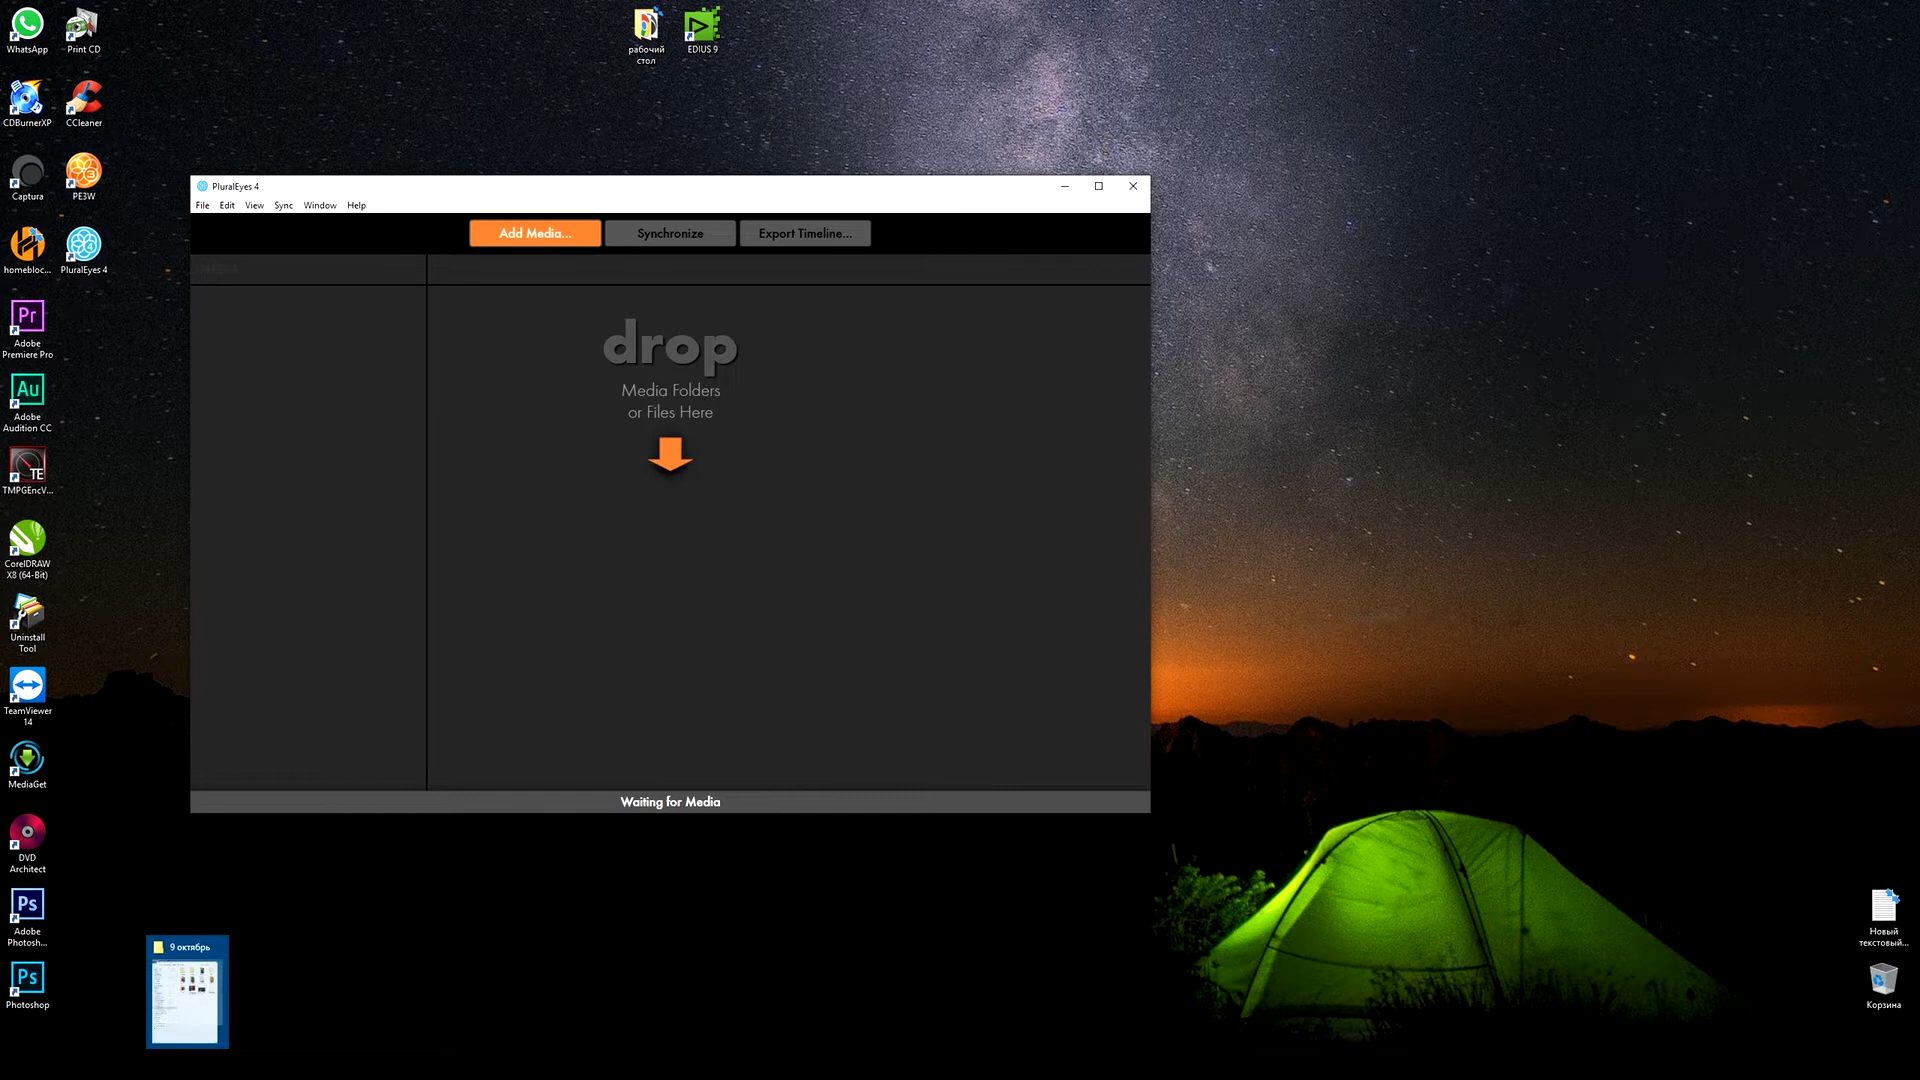 WhatsApp
Print CD
рабочий
стол
EDIUS 9
CDBurnerXP
CCleaner
Captura
PE3W
homebloc...
PluralEyes 4
Pr
Adobe
Premiere Pro
Au
Adobe
Audition CC
TE
TMPGEncV...
CorelDRAW
X8 (64-Bit)
Uninstall
Tool
TeamViewer
14
MediaGet
DVD
Architect
Ps
Adobe
Photosh...
Ps
Photoshop
PluralEyes 4
File Edit View Sync Window Help
Add Media...
Synchronize
Export Timeline...
drop
Media Folders
or Files Here
Waiting for Media
9 октябрь
Новый
текстовый...
Корзина